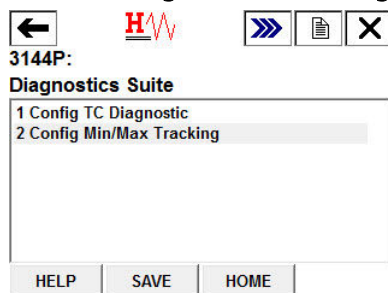 H
3144P:
Diagnostics Suite
1 Config TC Diagnostic
2 Config Min/Max Tracking
HELP SAVE HOME